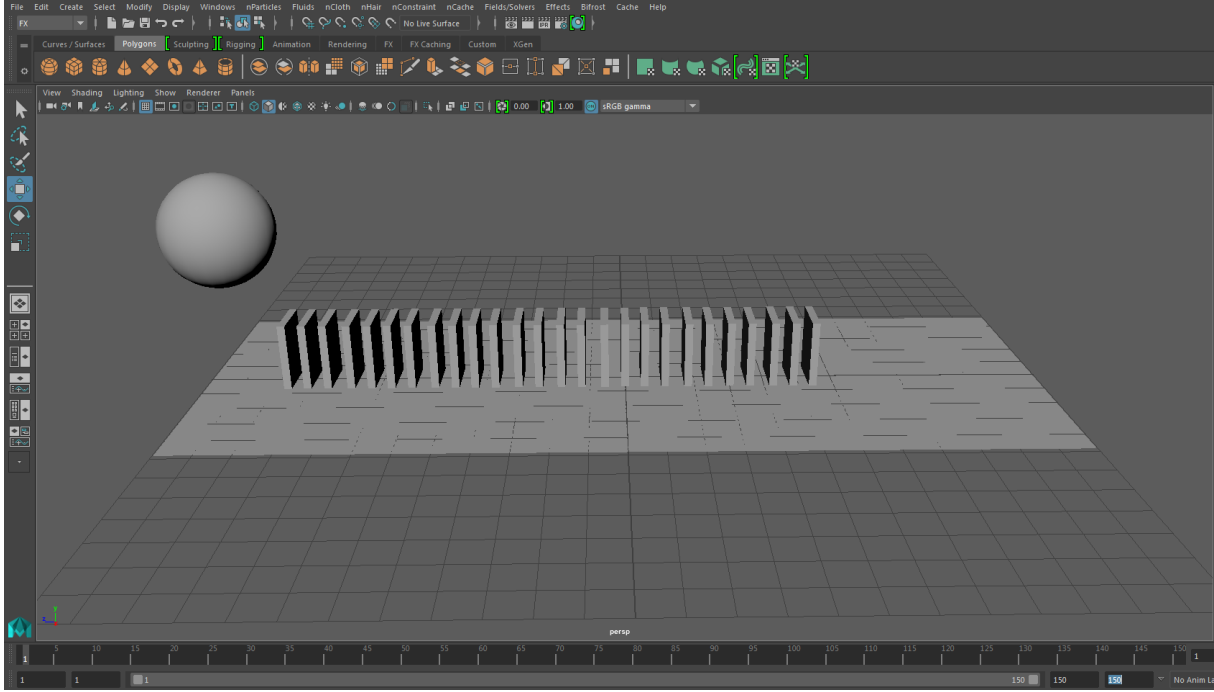 File Edit Create Select Modify Display Windows nParticles Fluids nCloth nHair nConstraint nCache Fields/Solvers Effects Bifrost Cache Help
FX No Live Surface
Curves / Surfaces Polygons Sculpting Rigging Animation Rendering FX FX Caching Custom XGen
View Shading Lighting Show Renderer Panels
0.00 1.00 sRGB gamma
y
z
persp
5 10 15 20 25 30 35 40 45 50 55 60 65 70 75 80 85 90 95 100 105 110 115 120 125 130 135 140 145 150
1 1
1 1 1 150 150 150 No Anim La